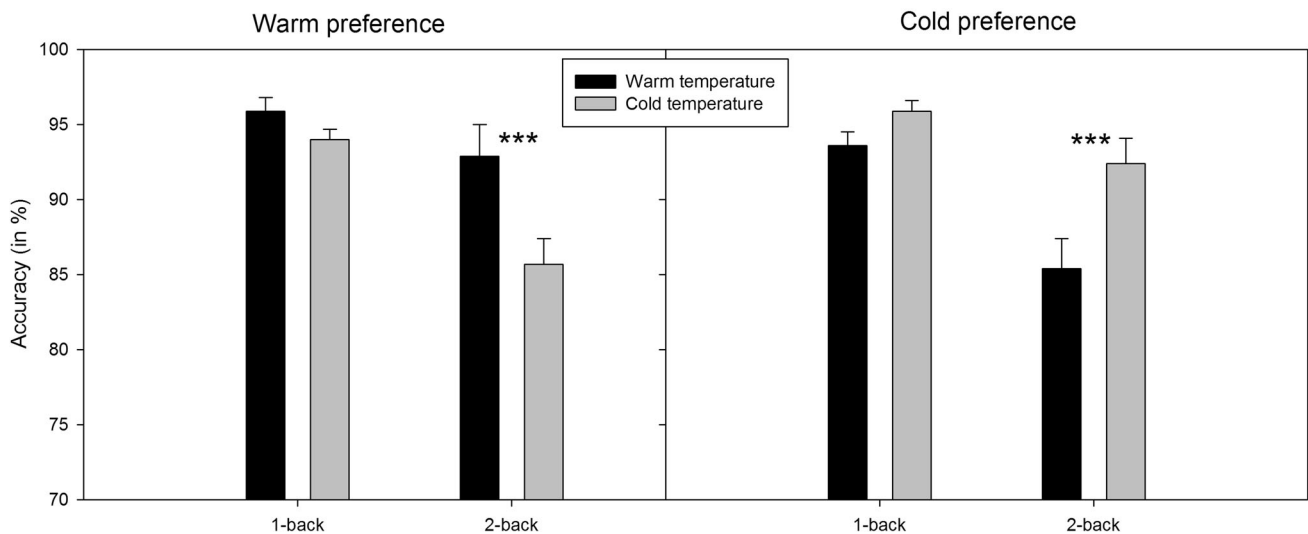 Warm preference
Cold preference
Accuracy (in %)
100
95
90
85
80
75
70
Warm temperature
Cold temperature
***
***
1-back
2-back
1-back
2-back